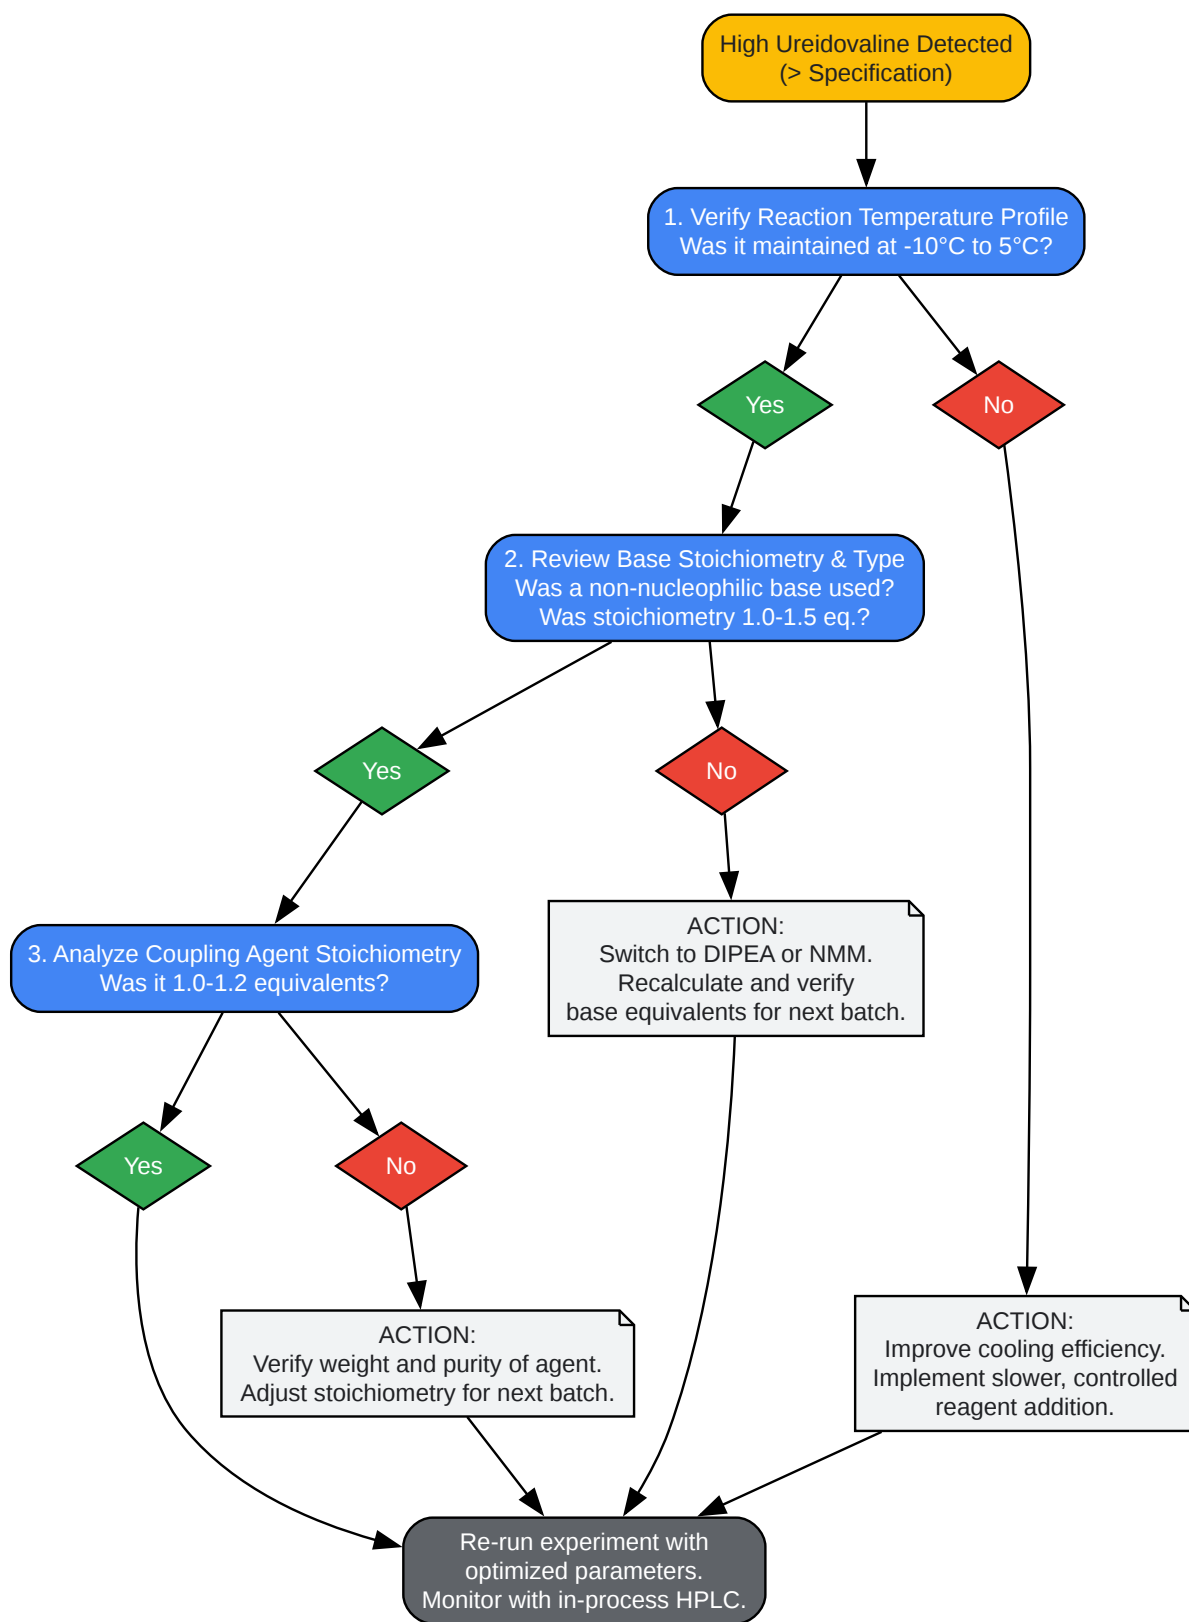 High Ureidovaline Detected
(> Specification)
1. Verify Reaction Temperature Profile
Was it maintained at -10°C to 5°C?
Yes
No
2. Review Base Stoichiometry & Type
Was a non-nucleophilic base used?
Was stoichiometry 1.0-1.5 eq.?
Yes
No
3. Analyze Coupling Agent Stoichiometry
Was it 1.0-1.2 equivalents?
ACTION:
Switch to DIPEA or NMM.
Recalculate and verify
base equivalents for next batch.
Yes
No
ACTION:
Verify weight and purity of agent.
Adjust stoichiometry for next batch.
ACTION:
Improve cooling efficiency.
Implement slower, controlled
reagent addition.
Re-run experiment with
optimized parameters.
Monitor with in-process HPLC.